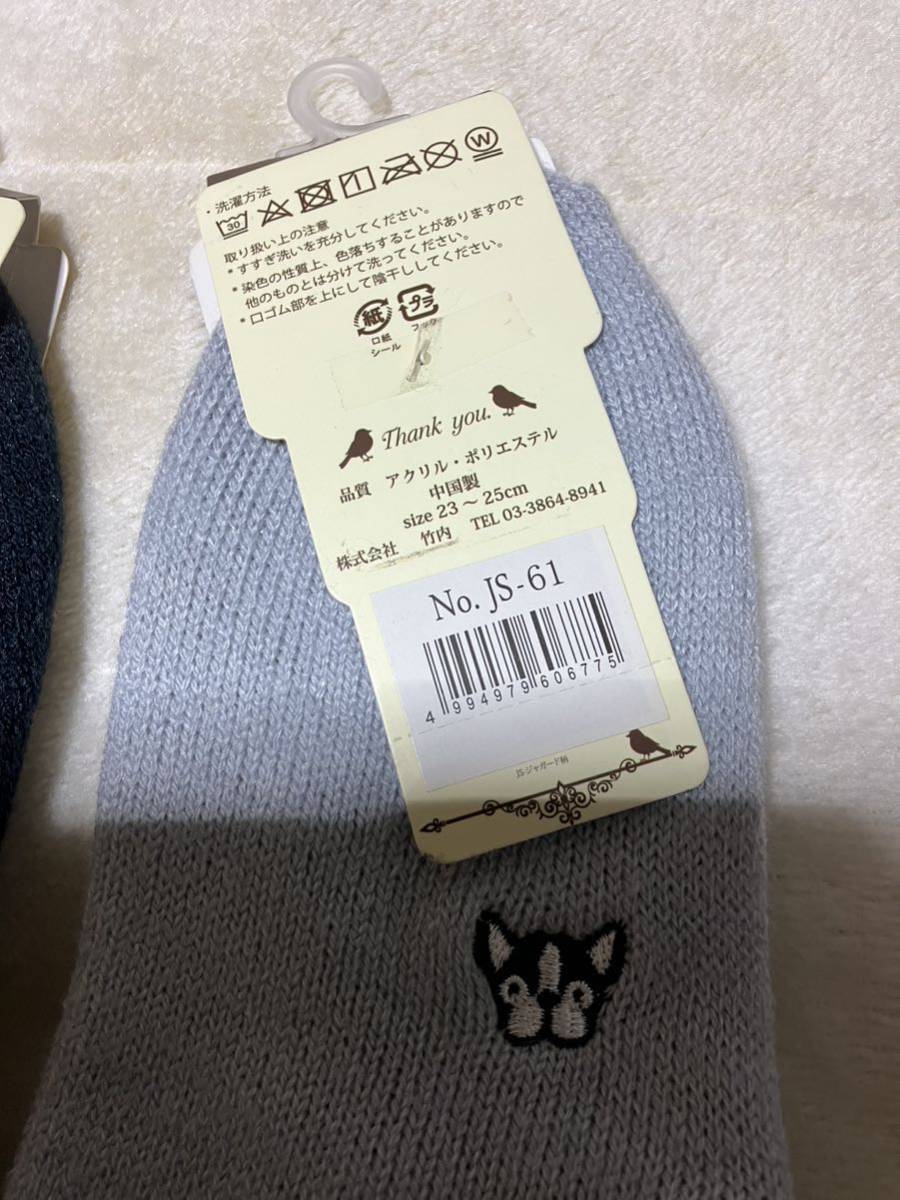 ・洗濯方法
30
W
取り扱い上の注意
*すすぎ洗いを充分してください。
*染色の性質上、色落ちすることがありますので
他のものとは分けて洗ってください。
*口ゴム部を上にして陰干ししてください。
紙 プラ
口紙 フック
シール
Thank you.
品質 アクリル・ポリエステル
中国製
size 23～25cm
株式会社 竹内 TEL 03-3864-8941
No. JS-61
4 994979 606775
JS-ジャガード柄